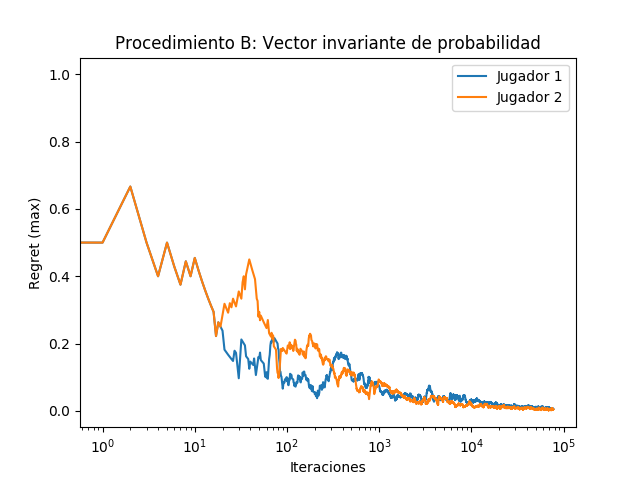 Procedimiento B: Vector invariante de probabilidad
Jugador 1
Jugador 2
Regret (max)
1.0
0.8
0.6
0.4
0.2
0.0
10⁰ 10¹ 10² 10³ 10⁴ 10⁵
Iteraciones